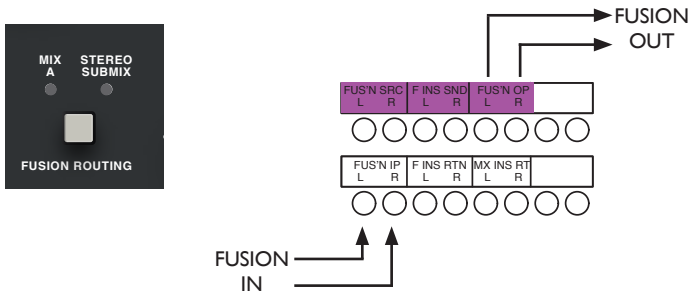 MIX STEREO
A SUBMIX
FUSION ROUTING
FUSION
OUT
FUS'N SRC F INS SND FUS'N OP
L R L R L R
FUS'N IP F INS RTN MX INS RT
L R L R L R
FUSION
IN